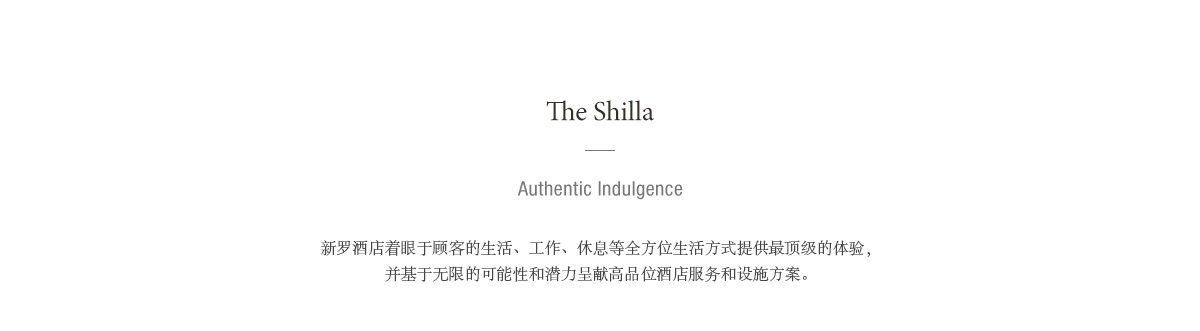 The Shilla
Authentic Indulgence
新罗酒店着眼于顾客的生活、工作、休息等全方位生活方式提供最顶级的体验，
并基于无限的可能性和潜力呈献高品位酒店服务和设施方案。